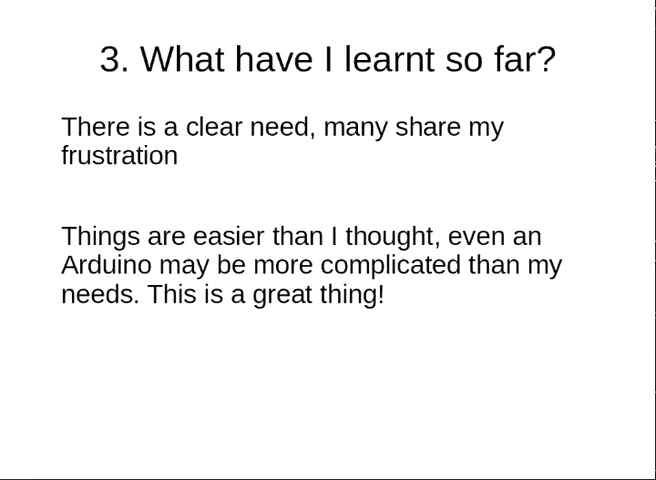 3. What have I learnt so far?
There is a clear need, many share my
frustration
Things are easier than I thought, even an
Arduino may be more complicated than my
needs. This is a great thing!